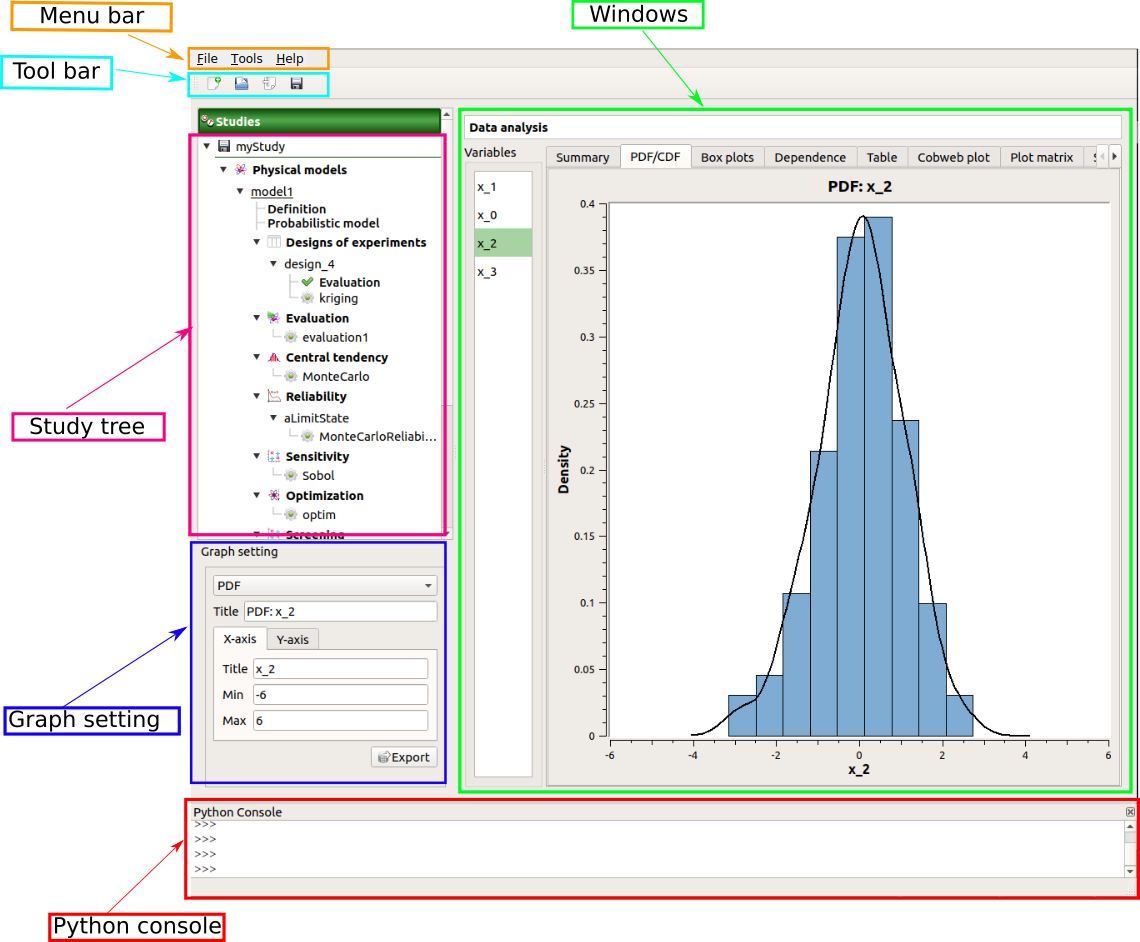 Menu bar
Windows
Tool bar
File Tools Help
Studies
myStudy
Physical models
model1
Definition
Probabilistic model
Designs of experiments
design_4
Evaluation
kriging
Evaluation
evaluation1
Central tendency
MonteCarlo
Reliability
aLimitState
MonteCarloReliabi...
Sensitivity
Sobol
Optimization
optim
Screening
Study tree
Graph setting
PDF
Title PDF: x_2
X-axis Y-axis
Title x_2
Min -6
Max 6
Export
Graph setting
Data analysis
Variables
x_1
x_0
x_2
x_3
Summary PDF/CDF Box plots Dependence Table Cobweb plot Plot matrix
PDF: x_2
0.4
0.35
0.3
0.25
0.2
0.15
0.1
0.05
0
Density
-6 -4 -2 0 2 4 6
x_2
Python Console
>>>
>>>
>>>
>>>
Python console